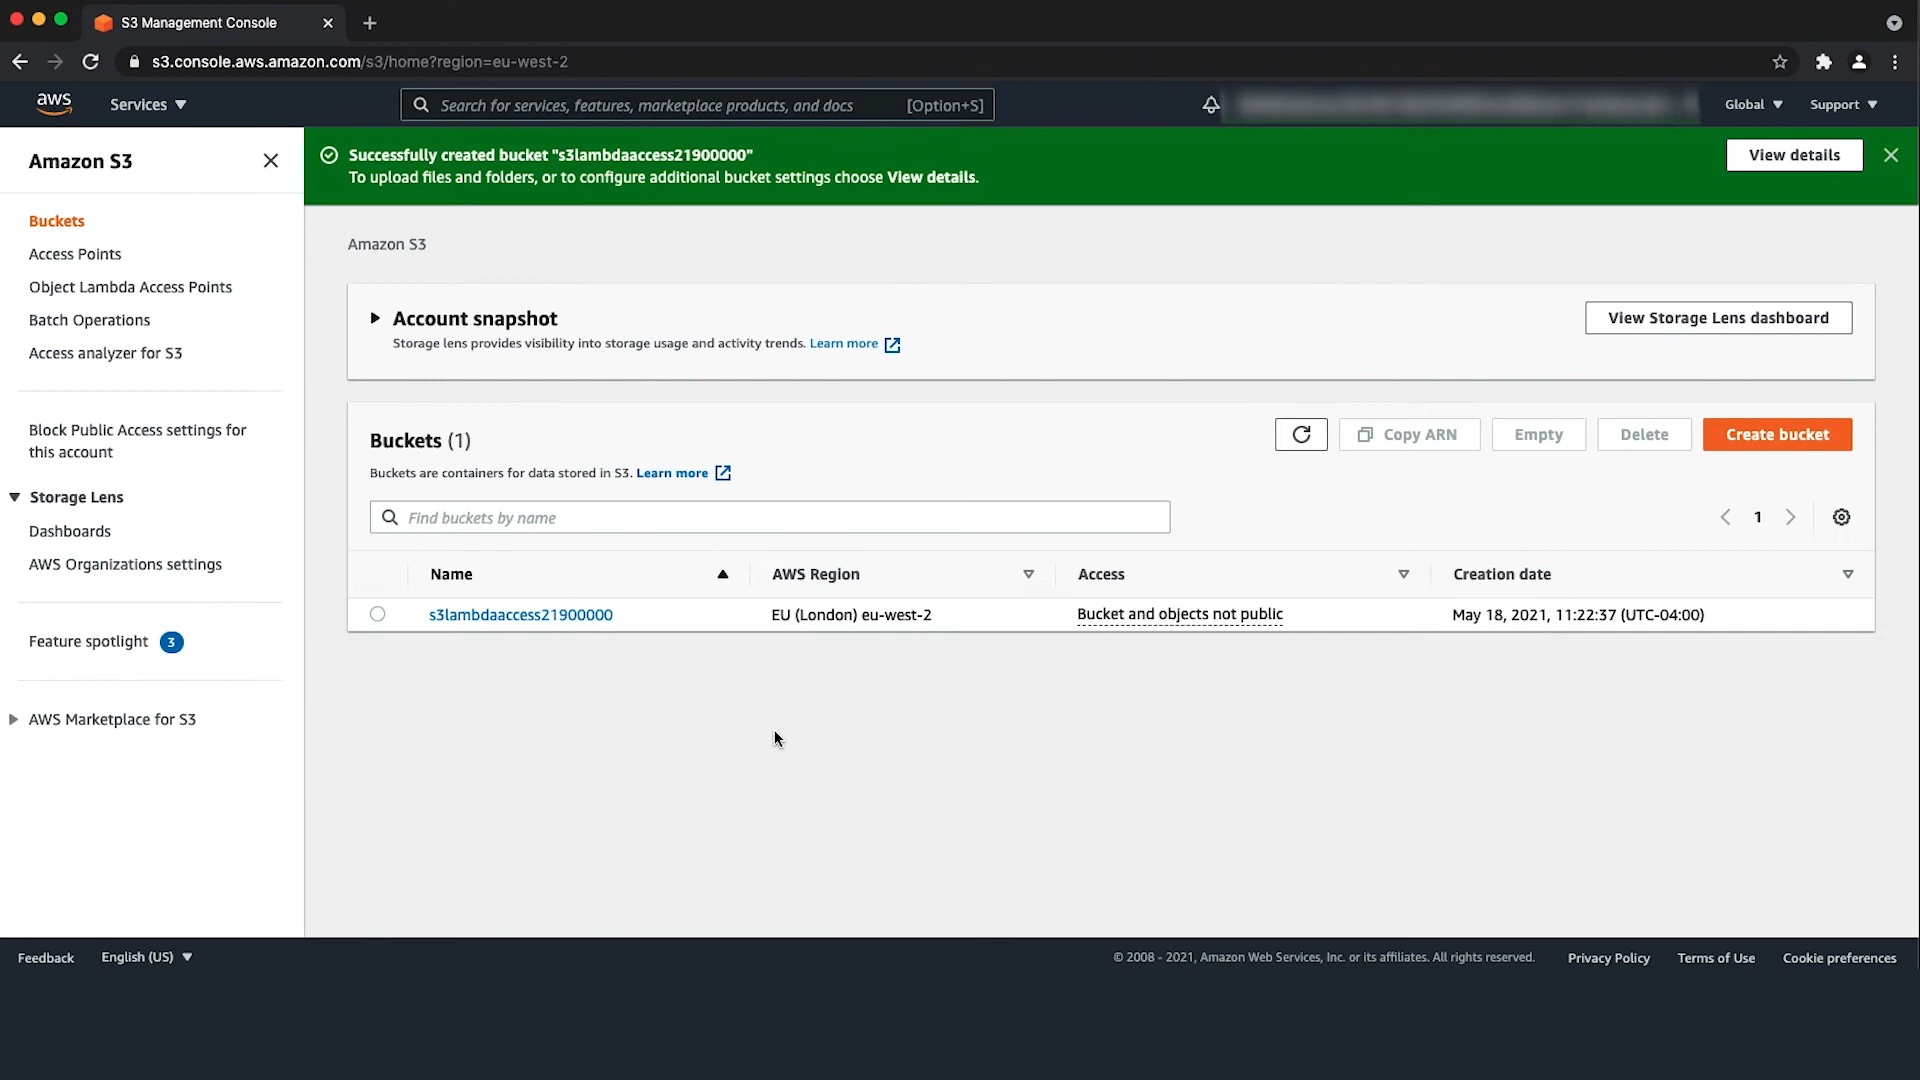 S3 Management Console
s3.console.aws.amazon.com/s3/home?region=eu-west-2
aws
Services
Search for services, features, marketplace products, and docs [Option+S]
Global
Support
Amazon S3
Buckets
Access Points
Object Lambda Access Points
Batch Operations
Access analyzer for S3
Block Public Access settings for
this account
Storage Lens
Dashboards
AWS Organizations settings
Feature spotlight 3
AWS Marketplace for S3
Successfully created bucket "s3lambdaaccess21900000"
To upload files and folders, or to configure additional bucket settings choose View details.
View details
Amazon S3
Account snapshot
Storage lens provides visibility into storage usage and activity trends. Learn more
View Storage Lens dashboard
Buckets (1)
Buckets are containers for data stored in S3. Learn more
Copy ARN
Empty
Delete
Create bucket
Find buckets by name
1
Name AWS Region Access Creation date
s3lambdaaccess21900000 EU (London) eu-west-2 Bucket and objects not public May 18, 2021, 11:22:37 (UTC-04:00)
Feedback English (US) © 2008 - 2021, Amazon Web Services, Inc. or its affiliates. All rights reserved. Privacy Policy Terms of Use Cookie preferences